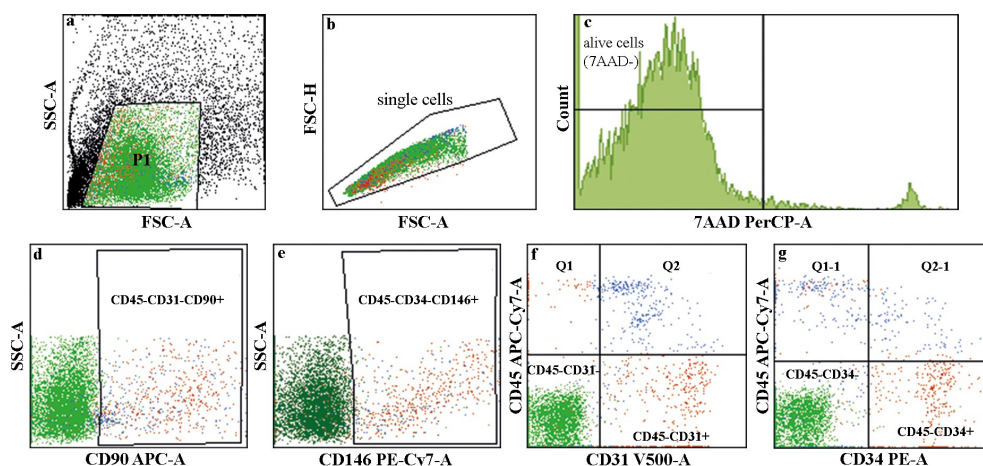 a
SSC-A
P1
FSC-A
b
FSC-H
single cells
FSC-A
c
alive cells
(7AAD-)
Count
7AAD PerCP-A
d
SSC-A
CD45-CD31-CD90+
CD90 APC-A
e
SSC-A
CD45-CD34-CD146+
CD146 PE-Cy7-A
f
Q1
Q2
CD45 APC-Cy7-A
CD45-CD31-
CD45-CD31+
CD31 V500-A
g
Q1-1
Q2-1
CD45 APC-Cy7-A
CD45-CD34-
CD45-CD34+
CD34 PE-A